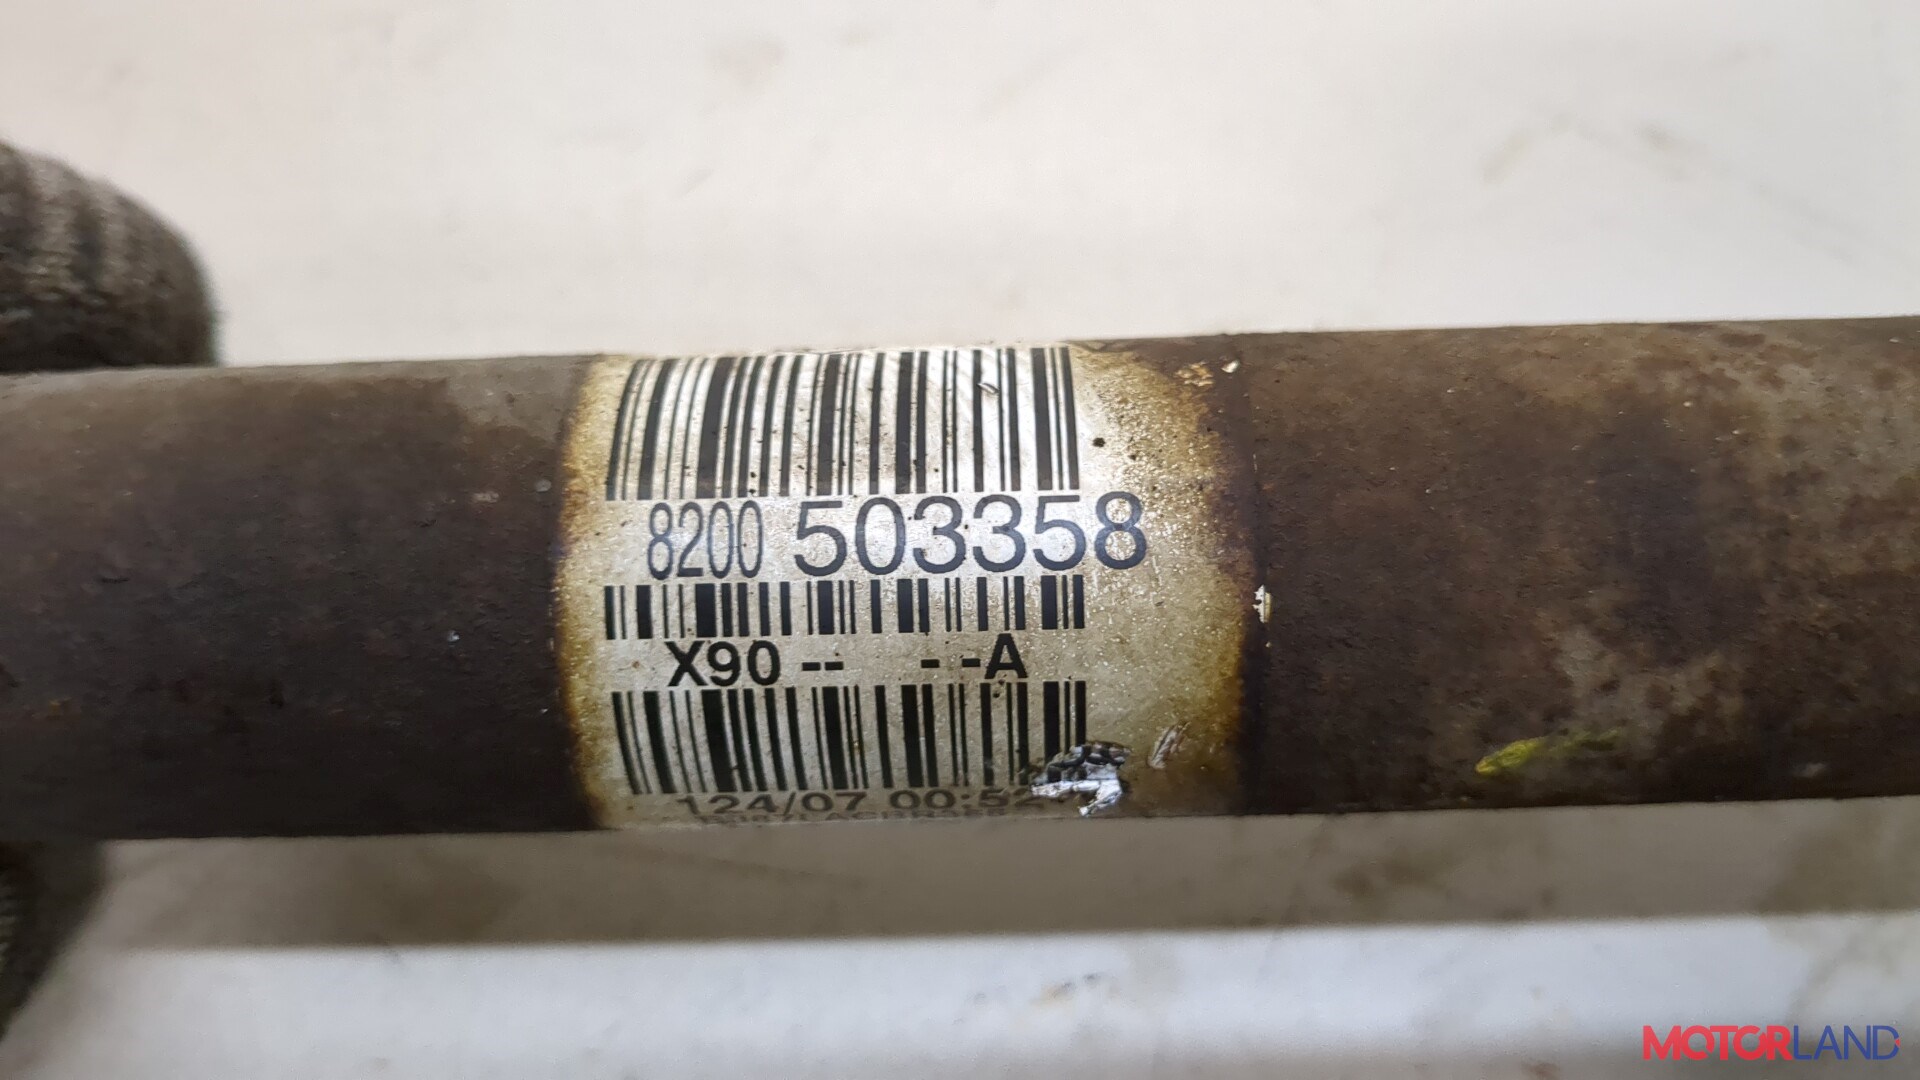 8200 503358
X90 -- - -A
124/07 00:52
MOTORLAND